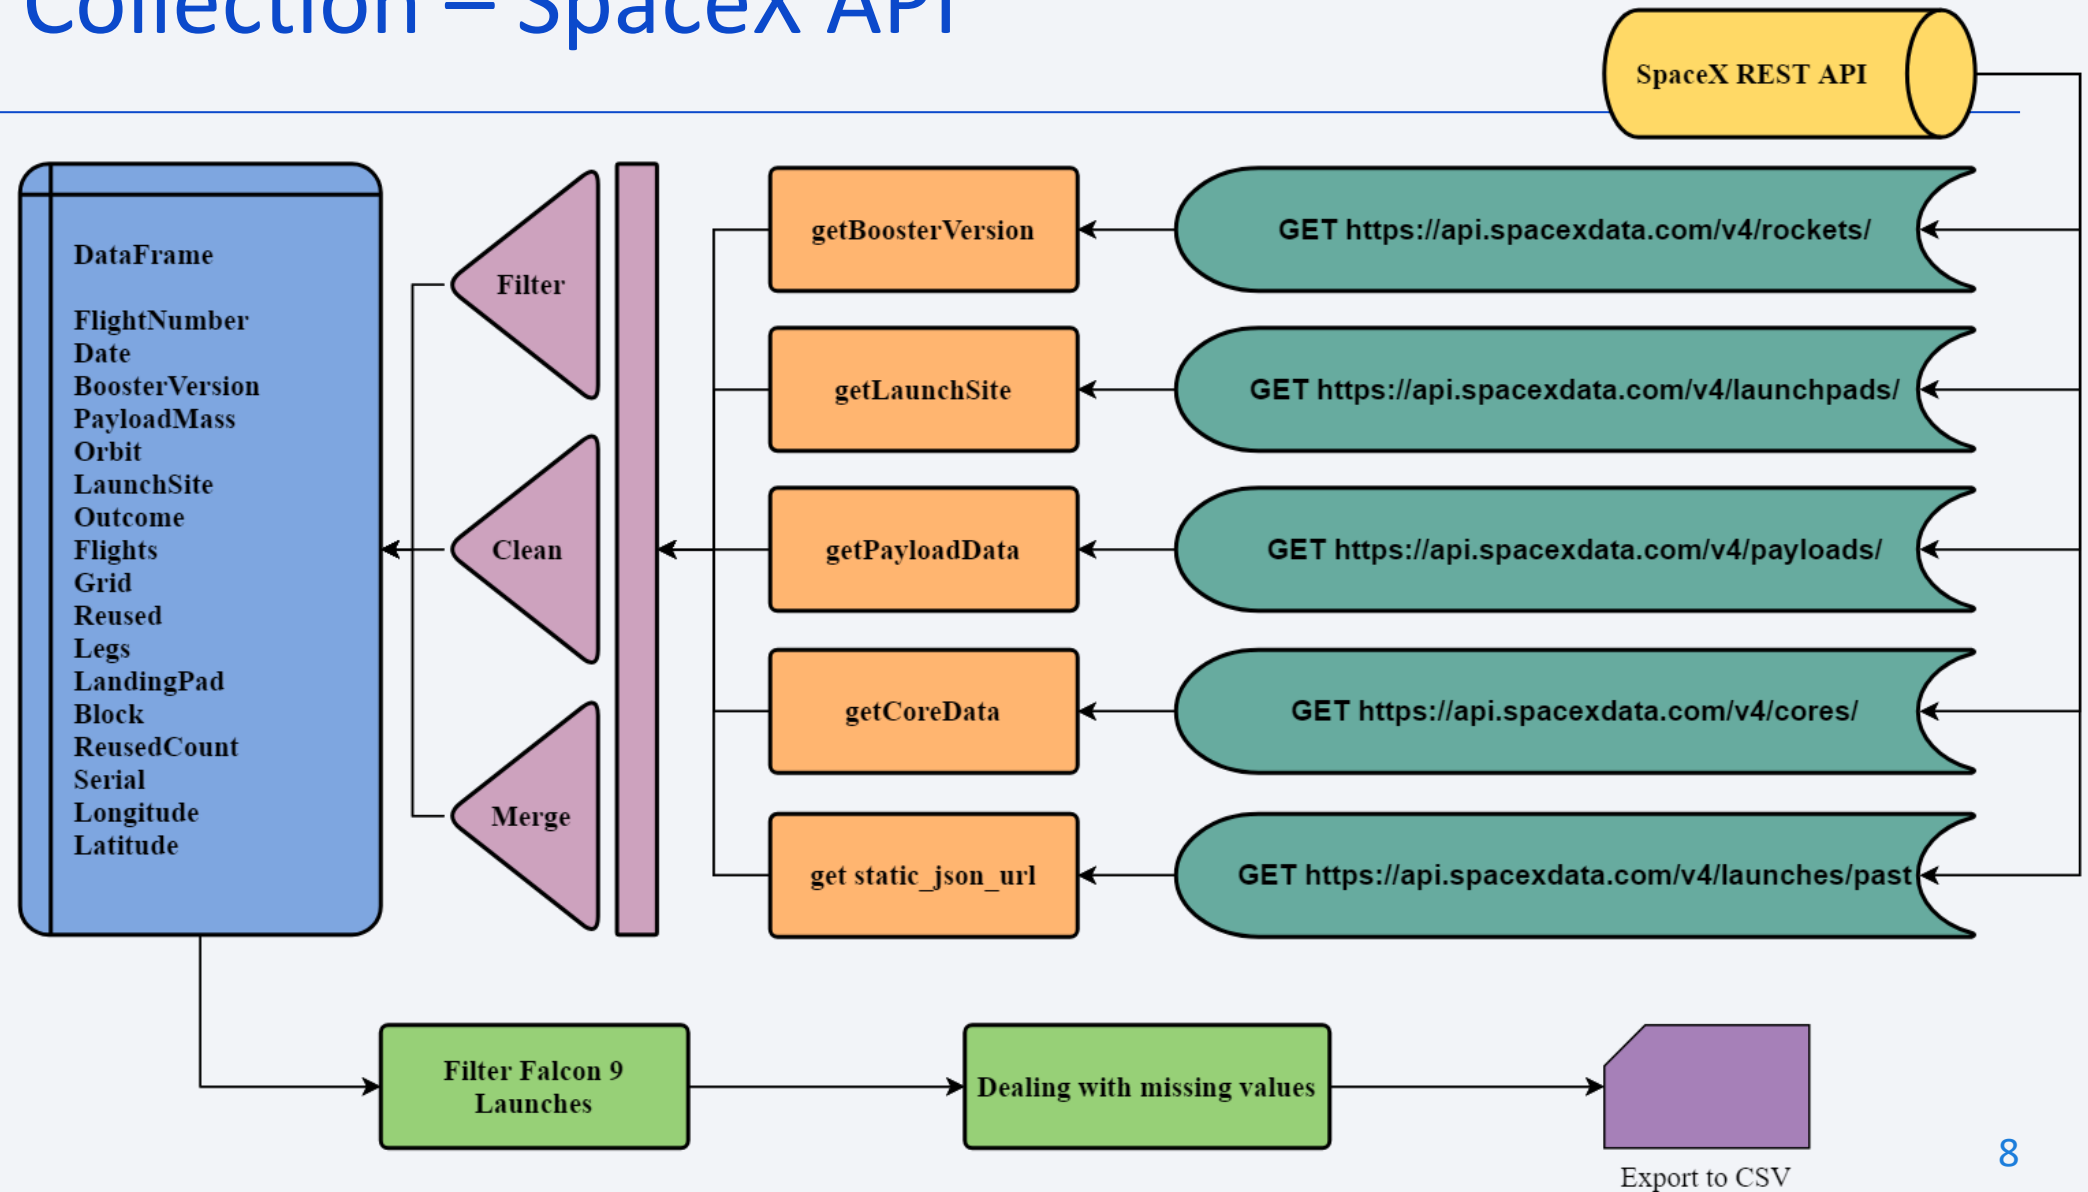 Collection – SpaceX API
SpaceX REST API
DataFrame
FlightNumber
Date
BoosterVersion
PayloadMass
Orbit
LaunchSite
Outcome
Flights
Grid
Reused
Legs
LandingPad
Block
ReusedCount
Serial
Longitude
Latitude
Filter
Clean
Merge
getBoosterVersion
getLaunchSite
getPayloadData
getCoreData
get static_json_url
GET https://api.spacexdata.com/v4/rockets/
GET https://api.spacexdata.com/v4/launchpads/
GET https://api.spacexdata.com/v4/payloads/
GET https://api.spacexdata.com/v4/cores/
GET https://api.spacexdata.com/v4/launches/past
Filter Falcon 9
Launches
Dealing with missing values
Export to CSV
8